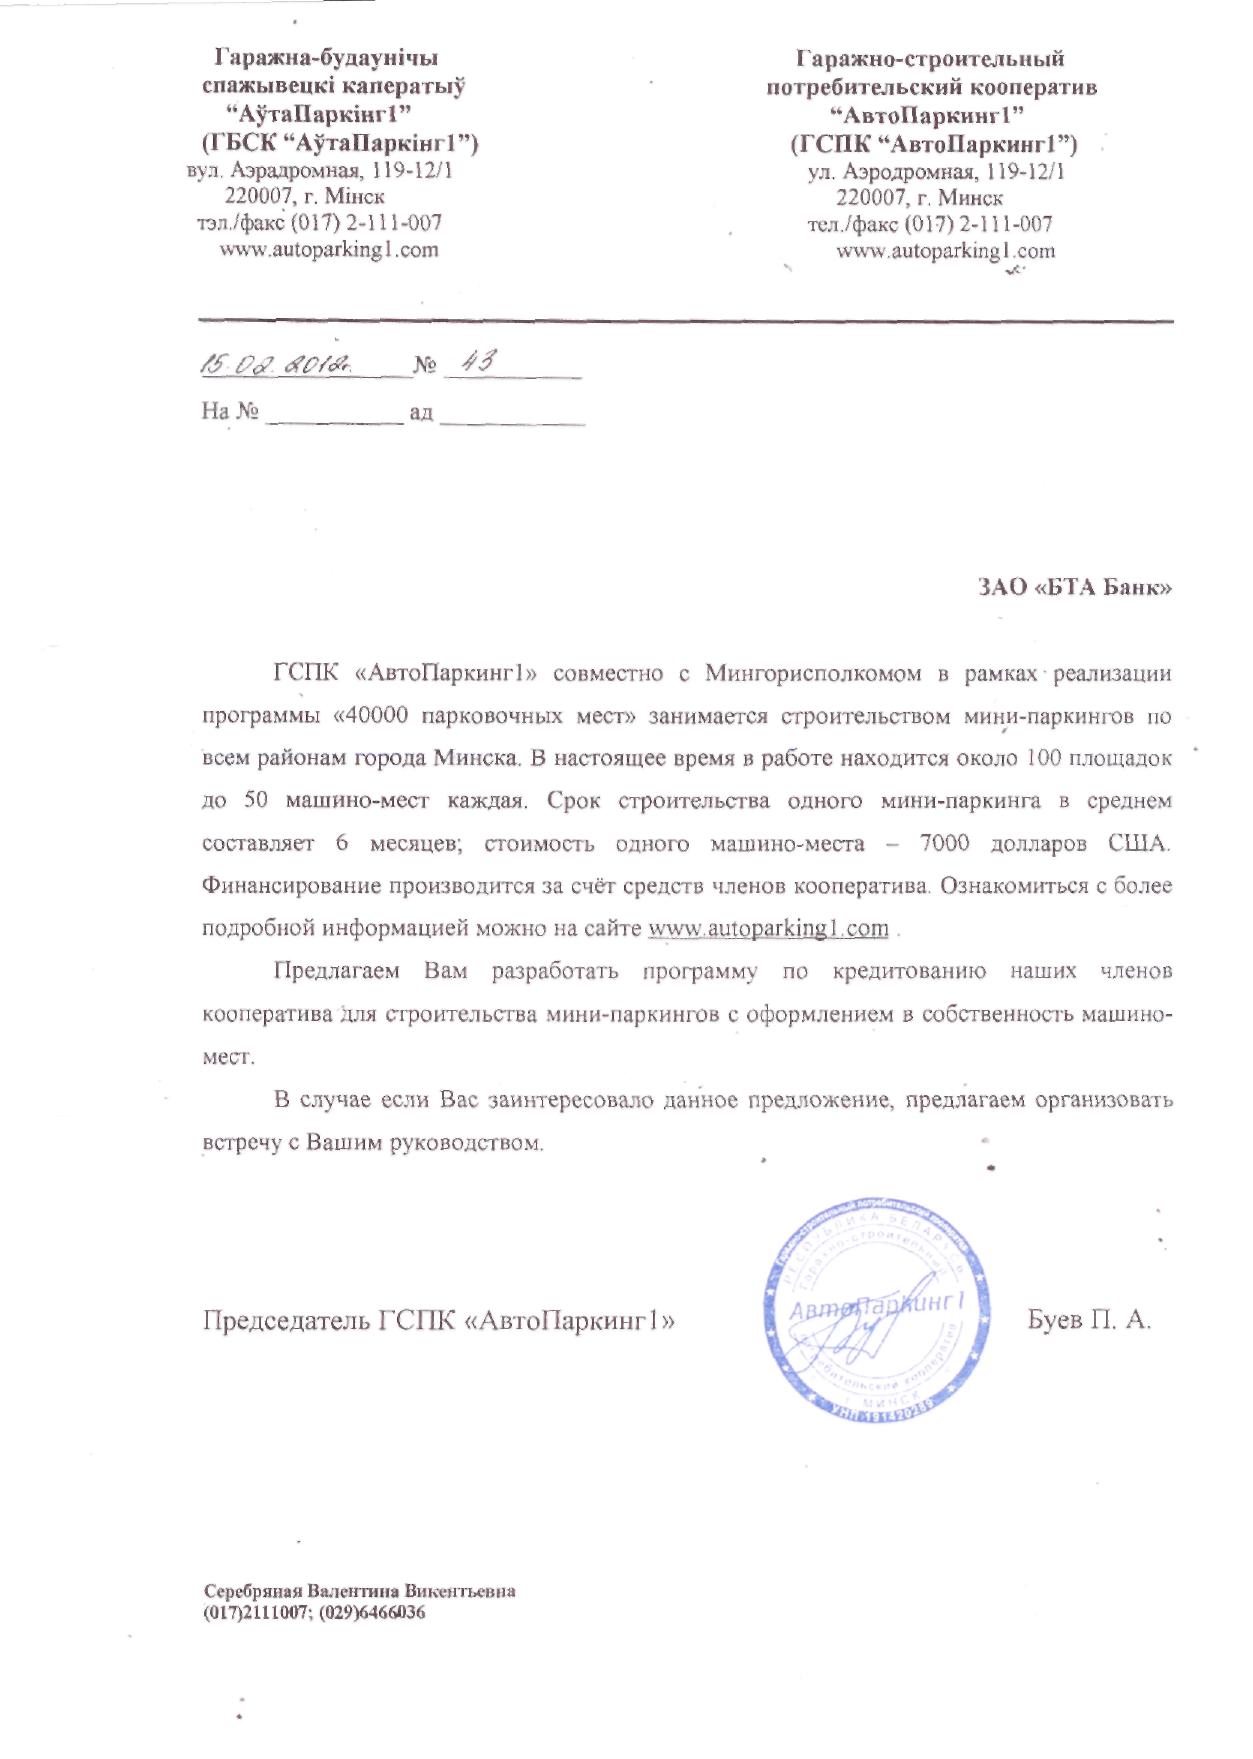 Гаражна-будаунічы
спажывецкі каператыў
“АўтаПаркінг1”
(ГБСК “АўтаПаркінг1”)
вул. Аэрадромная, 119-12/1
220007, г. Мінск
тэл./факс (017) 2-111-007
www.autoparking1.com
Гаражно-строительный
потребительский кооператив
“АвтоПаркинг1”
(ГСПК “АвтоПаркинг1”)
ул. Аэродромная, 119-12/1
220007, г. Минск
тел./факс (017) 2-111-007
www.autoparking1.com
15.02.2012г. № 43
На № ____________ ад ____________
ЗАО «БТА Банк»
ГСПК «АвтоПаркинг1» совместно с Мингорисполкомом в рамках реализации
программы «40000 парковочных мест» занимается строительством мини-паркингов по
всем районам города Минска. В настоящее время в работе находится около 100 площадок
до 50 машино-мест каждая. Срок строительства одного мини-паркинга в среднем
составляет 6 месяцев; стоимость одного машино-места – 7000 долларов США.
Финансирование производится за счёт средств членов кооператива. Ознакомиться с более
подробной информацией можно на сайте www.autoparking1.com .
Предлагаем Вам разработать программу по кредитованию наших членов
кооператива для строительства мини-паркингов с оформлением в собственность машино-
мест.
В случае если Вас заинтересовало данное предложение, предлагаем организовать
встречу с Вашим руководством.
Председатель ГСПК «АвтоПаркинг1»
РЕСПУБЛИКА БЕЛАРУСЬ
Гаражно-строительный
АвтоПаркинг1
потребительский кооператив
г. МИНСК
УНП 191420289
Буев П. А.
Серебряная Валентина Викентьевна
(017)2111007; (029)6466036